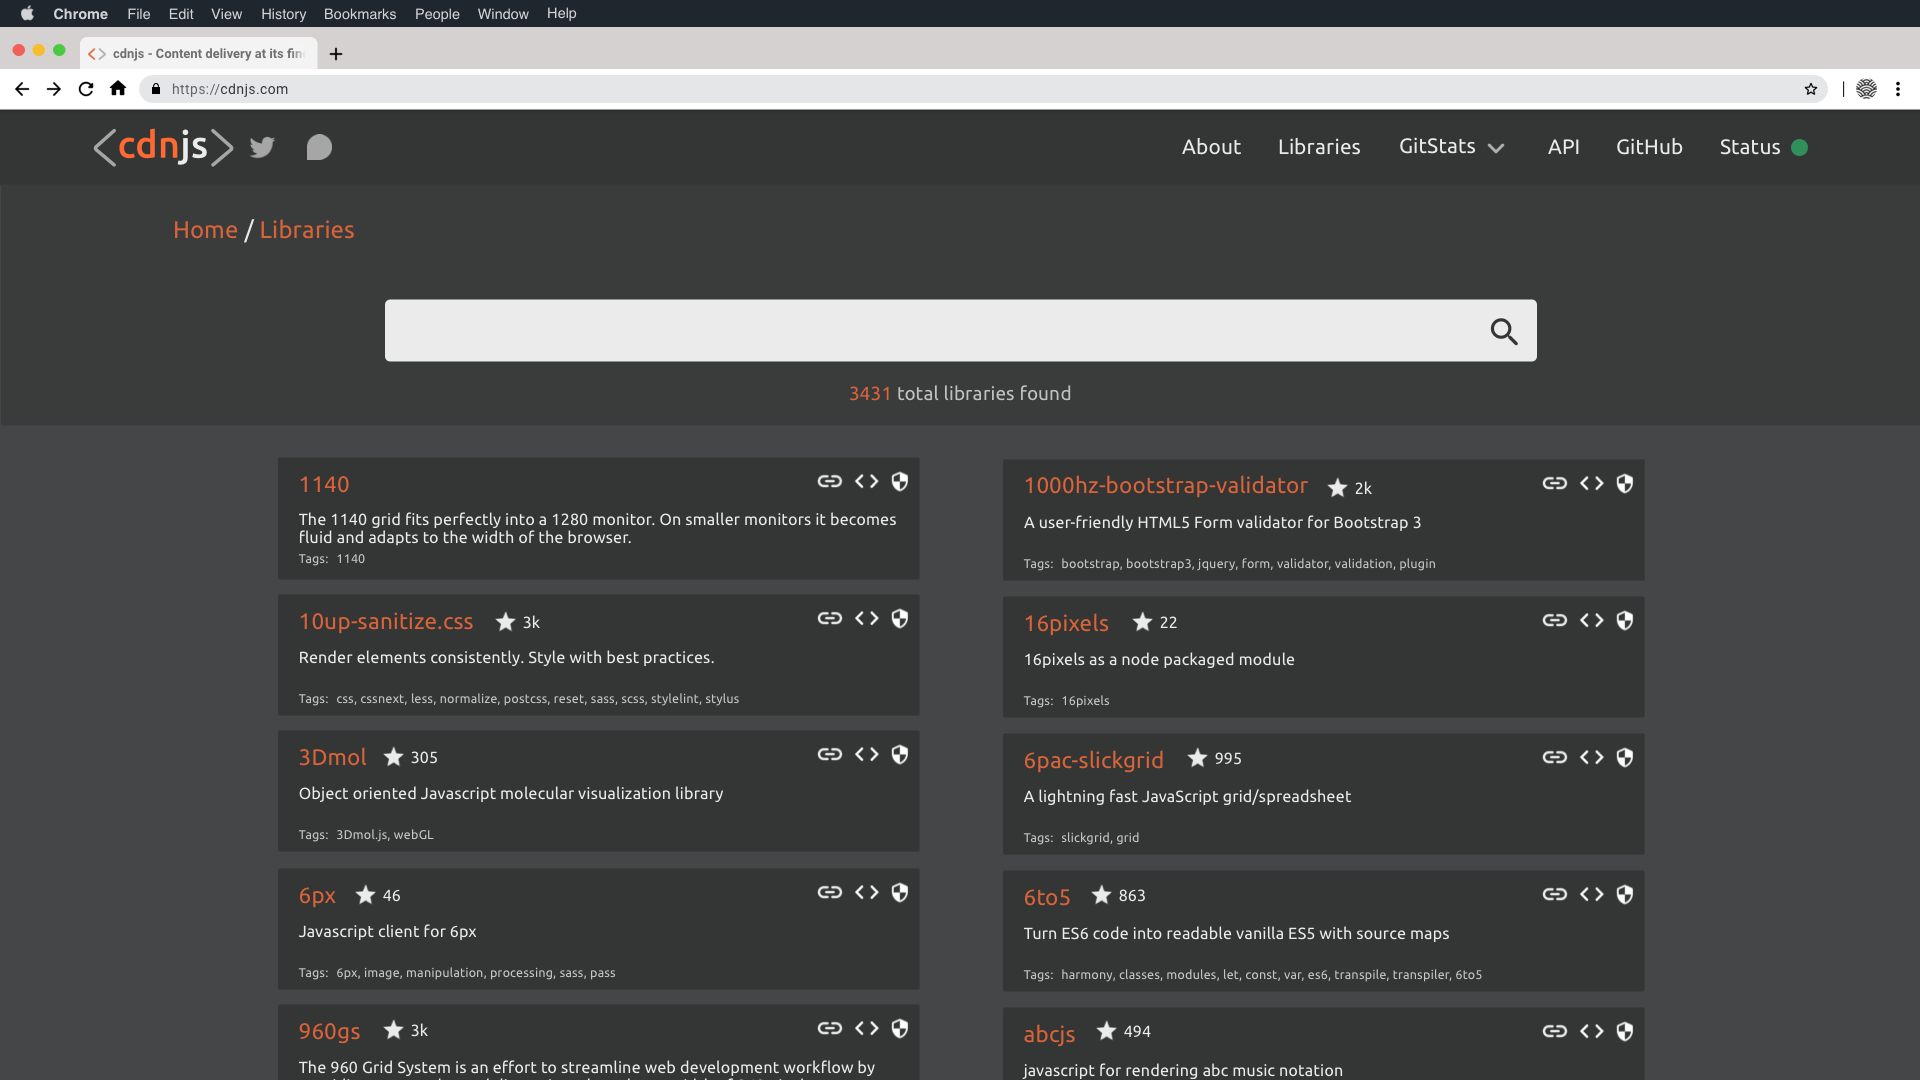 Chrome File Edit View History Bookmarks People Window Help
cdnjs - Content delivery at its fin
https://cdnjs.com
cdnjs
About Libraries GitStats API GitHub Status
Home / Libraries
3431 total libraries found
1140
The 1140 grid fits perfectly into a 1280 monitor. On smaller monitors it becomes
fluid and adapts to the width of the browser.
Tags: 1140
1000hz-bootstrap-validator 2k
A user-friendly HTML5 Form validator for Bootstrap 3
Tags: bootstrap, bootstrap3, jquery, form, validator, validation, plugin
10up-sanitize.css 3k
Render elements consistently. Style with best practices.
Tags: css, cssnext, less, normalize, postcss, reset, sass, scss, stylelint, stylus
16pixels 22
16pixels as a node packaged module
Tags: 16pixels
3Dmol 305
Object oriented Javascript molecular visualization library
Tags: 3Dmol.js, webGL
6pac-slickgrid 995
A lightning fast JavaScript grid/spreadsheet
Tags: slickgrid, grid
6px 46
Javascript client for 6px
Tags: 6px, image, manipulation, processing, sass, pass
6to5 863
Turn ES6 code into readable vanilla ES5 with source maps
Tags: harmony, classes, modules, let, const, var, es6, transpile, transpiler, 6to5
960gs 3k
The 960 Grid System is an effort to streamline web development workflow by
abcjs 494
javascript for rendering abc music notation